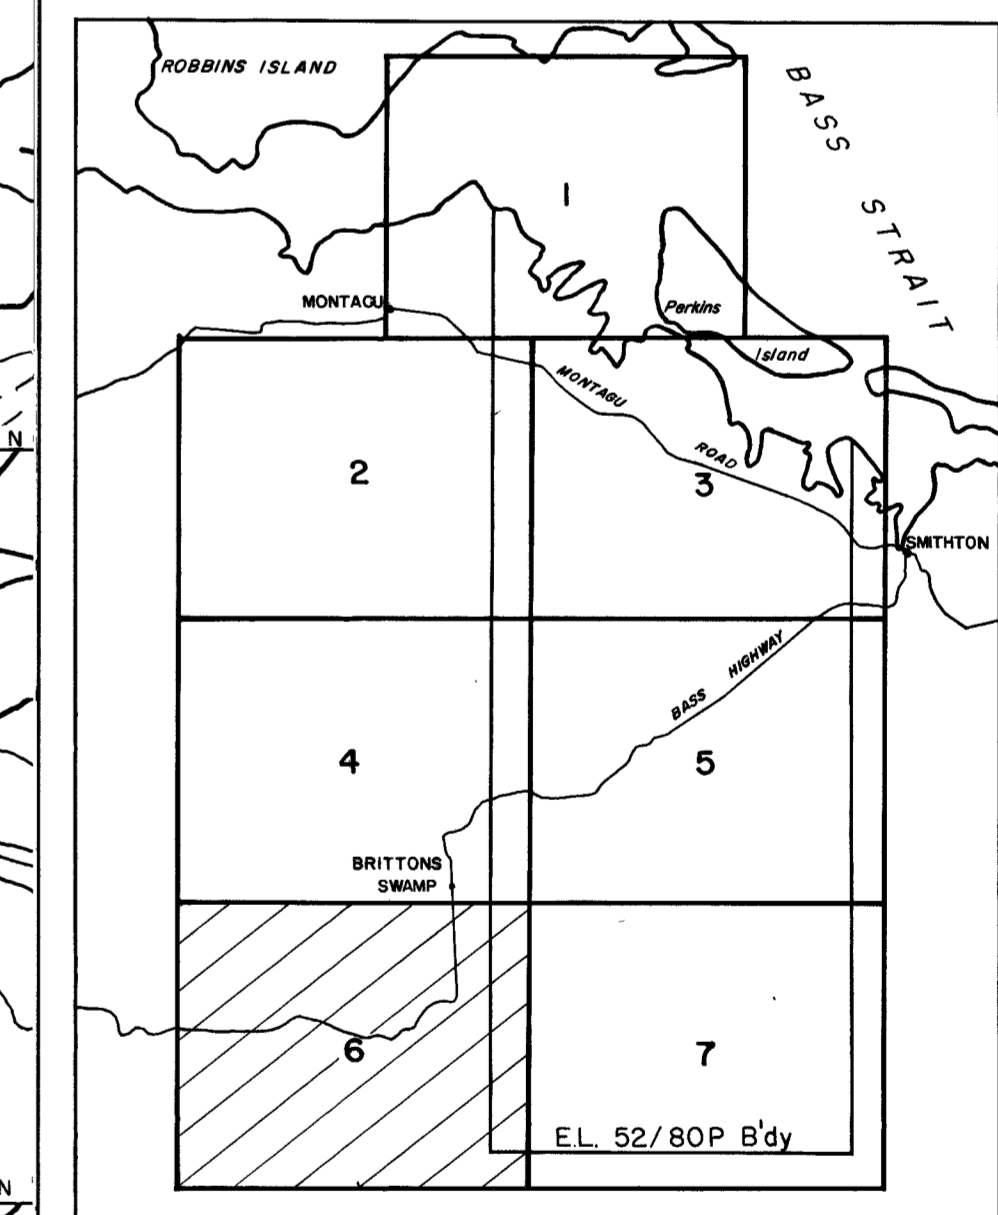 ROBBINS ISLAND
BASS STRAIT
1
MONTAGU
Perkins
Island
MONTAGU ROAD
2
3
SMITHTON
BASS HIGHWAY
4
5
BRITTONS
SWAMP
6
7
E.L. 52/80P B'dy
N
N